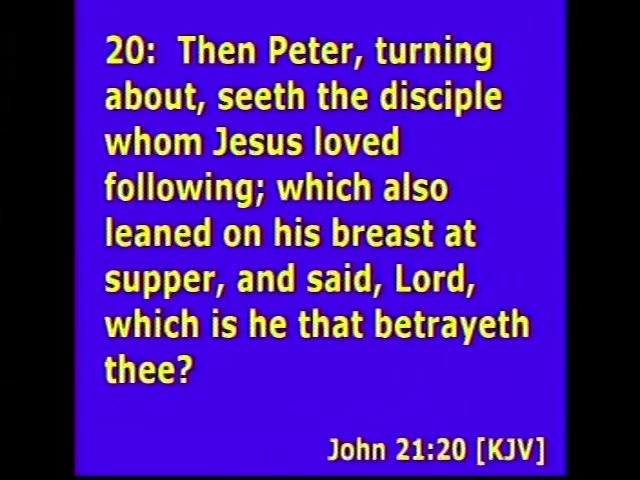 20:  Then Peter, turning
about, seeth the disciple
whom Jesus loved
following; which also
leaned on his breast at
supper, and said, Lord,
which is he that betrayeth
thee?
John 21:20 [KJV]